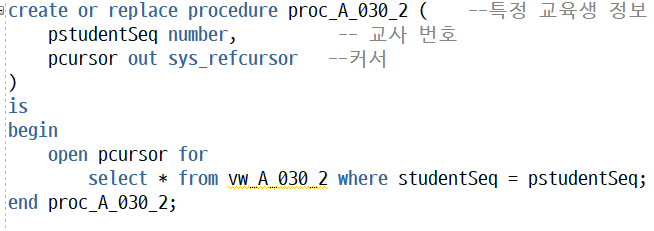 create or replace procedure proc_A_030_2 (    --특정 교육생 정보
    pstudentSeq number,          -- 교사 번호
    pcursor out sys_refcursor   --커서
)
is
begin
    open pcursor for
        select * from vw_A_030_2 where studentSeq = pstudentSeq;
end proc_A_030_2;